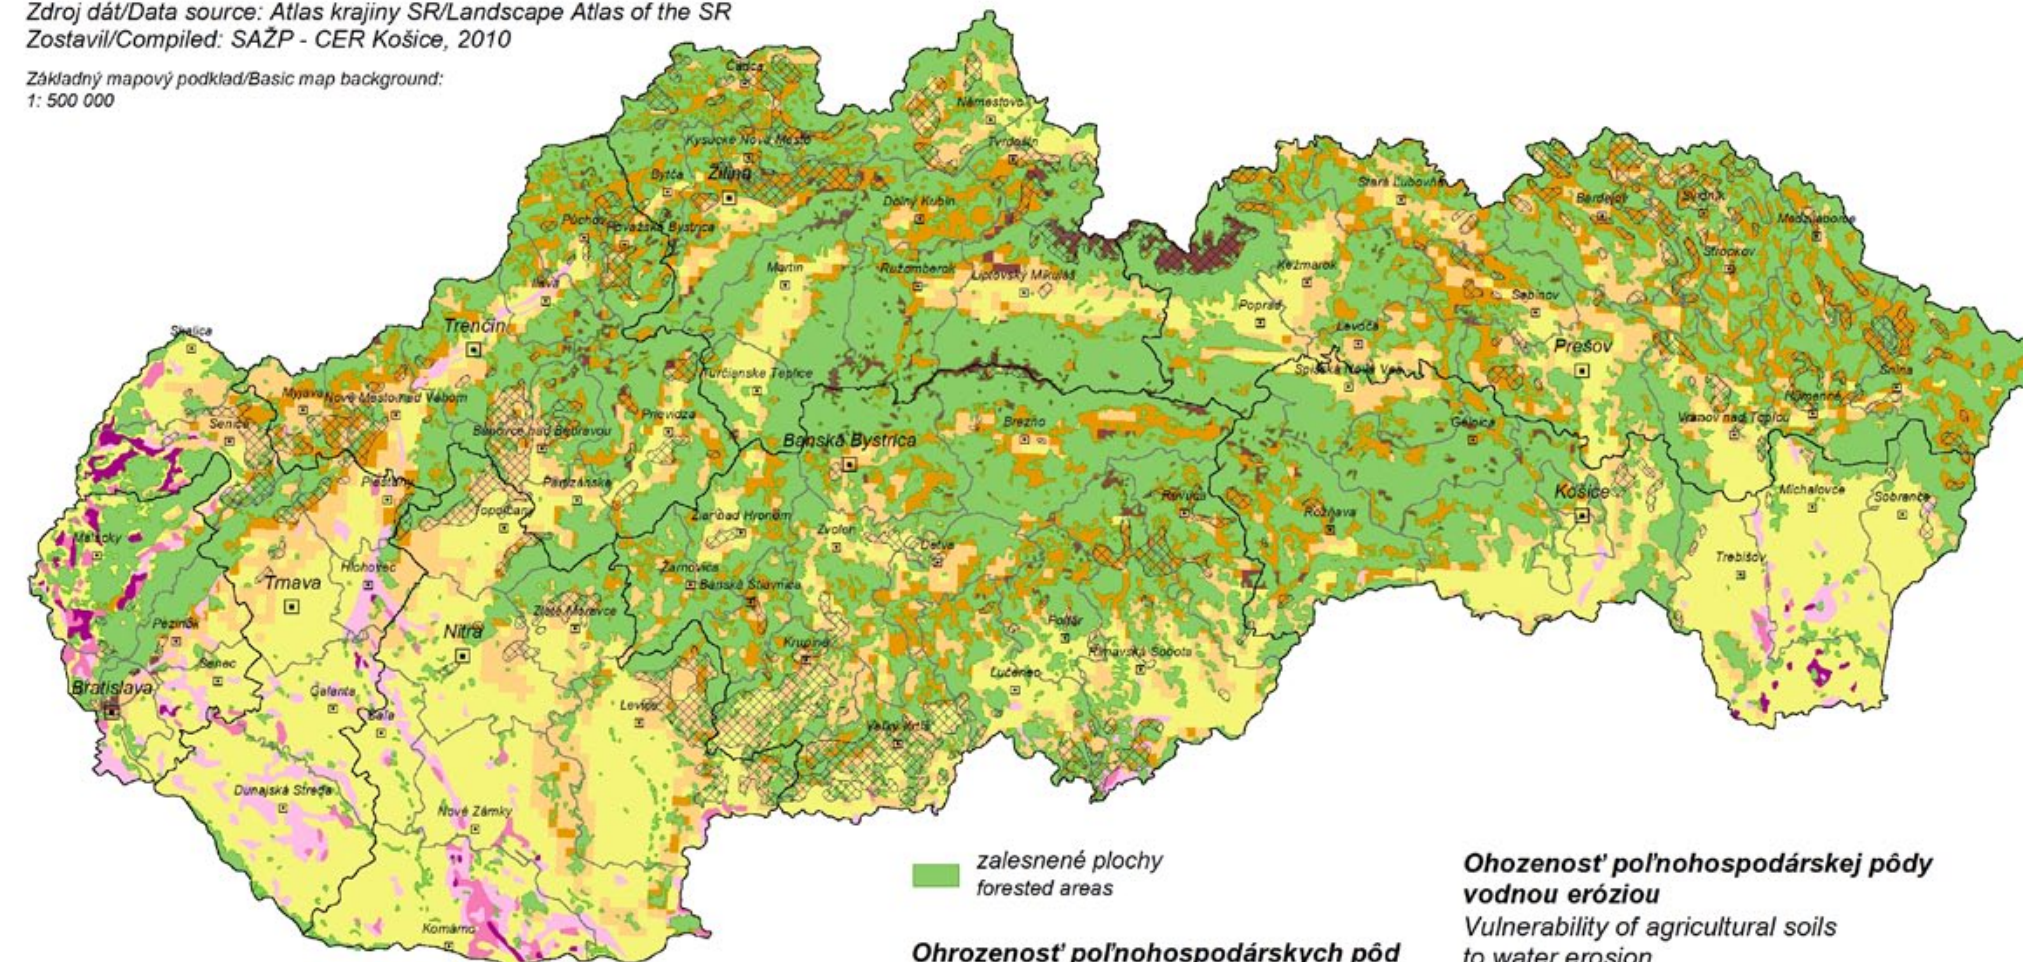 Zdroj dát/Data source: Atlas krajiny SR/Landscape Atlas of the SR
Zostavil/Compiled: SAŽP - CER Košice, 2010
Základný mapový podklad/Basic map background:
1: 500 000
Čadca
Námestovo
Kysucké Nové Mesto
Tvrdošín
Bytča
Žilina
Stará Ľubovňa
Dolný Kubín
Bardejov
Svidník
Medzilaborce
Púchov
Považská Bystrica
Stropkov
Martin
Ružomberok
Liptovský Mikuláš
Kežmarok
Ilava
Sabinov
Poprad
Trenčín
Levoča
Skalica
Prešov
Turčianske Teplice
Spišská Nová Ves
Snina
Myjava
Nové Mesto nad Váhom
Humenné
Prievidza
Vranov nad Topľou
Senica
Brezno
Gelnica
Bánovce nad Bebravou
Banská Bystrica
Piešťany
Partizánske
Revúca
Košice
Michalovce
Sobrance
Topoľčany
Žiar nad Hronom
Rožňava
Zvolen
Malacky
Detva
Trebišov
Hlohovec
Žarnovica
Trnava
Banská Štiavnica
Zlaté Moravce
Pezinok
Nitra
Poltár
Krupina
Rimavská Sobota
Senec
Lučenec
Bratislava
Galanta
Levice
Šaľa
Veľký Krtíš
Dunajská Streda
Nové Zámky
Komárno
zalesnené plochy
forested areas
Ohrozenosť poľnohospodárskych pôd
Ohozenosť poľnohospodárskej pôdy
vodnou eróziou
Vulnerability of agricultural soils
to water erosion